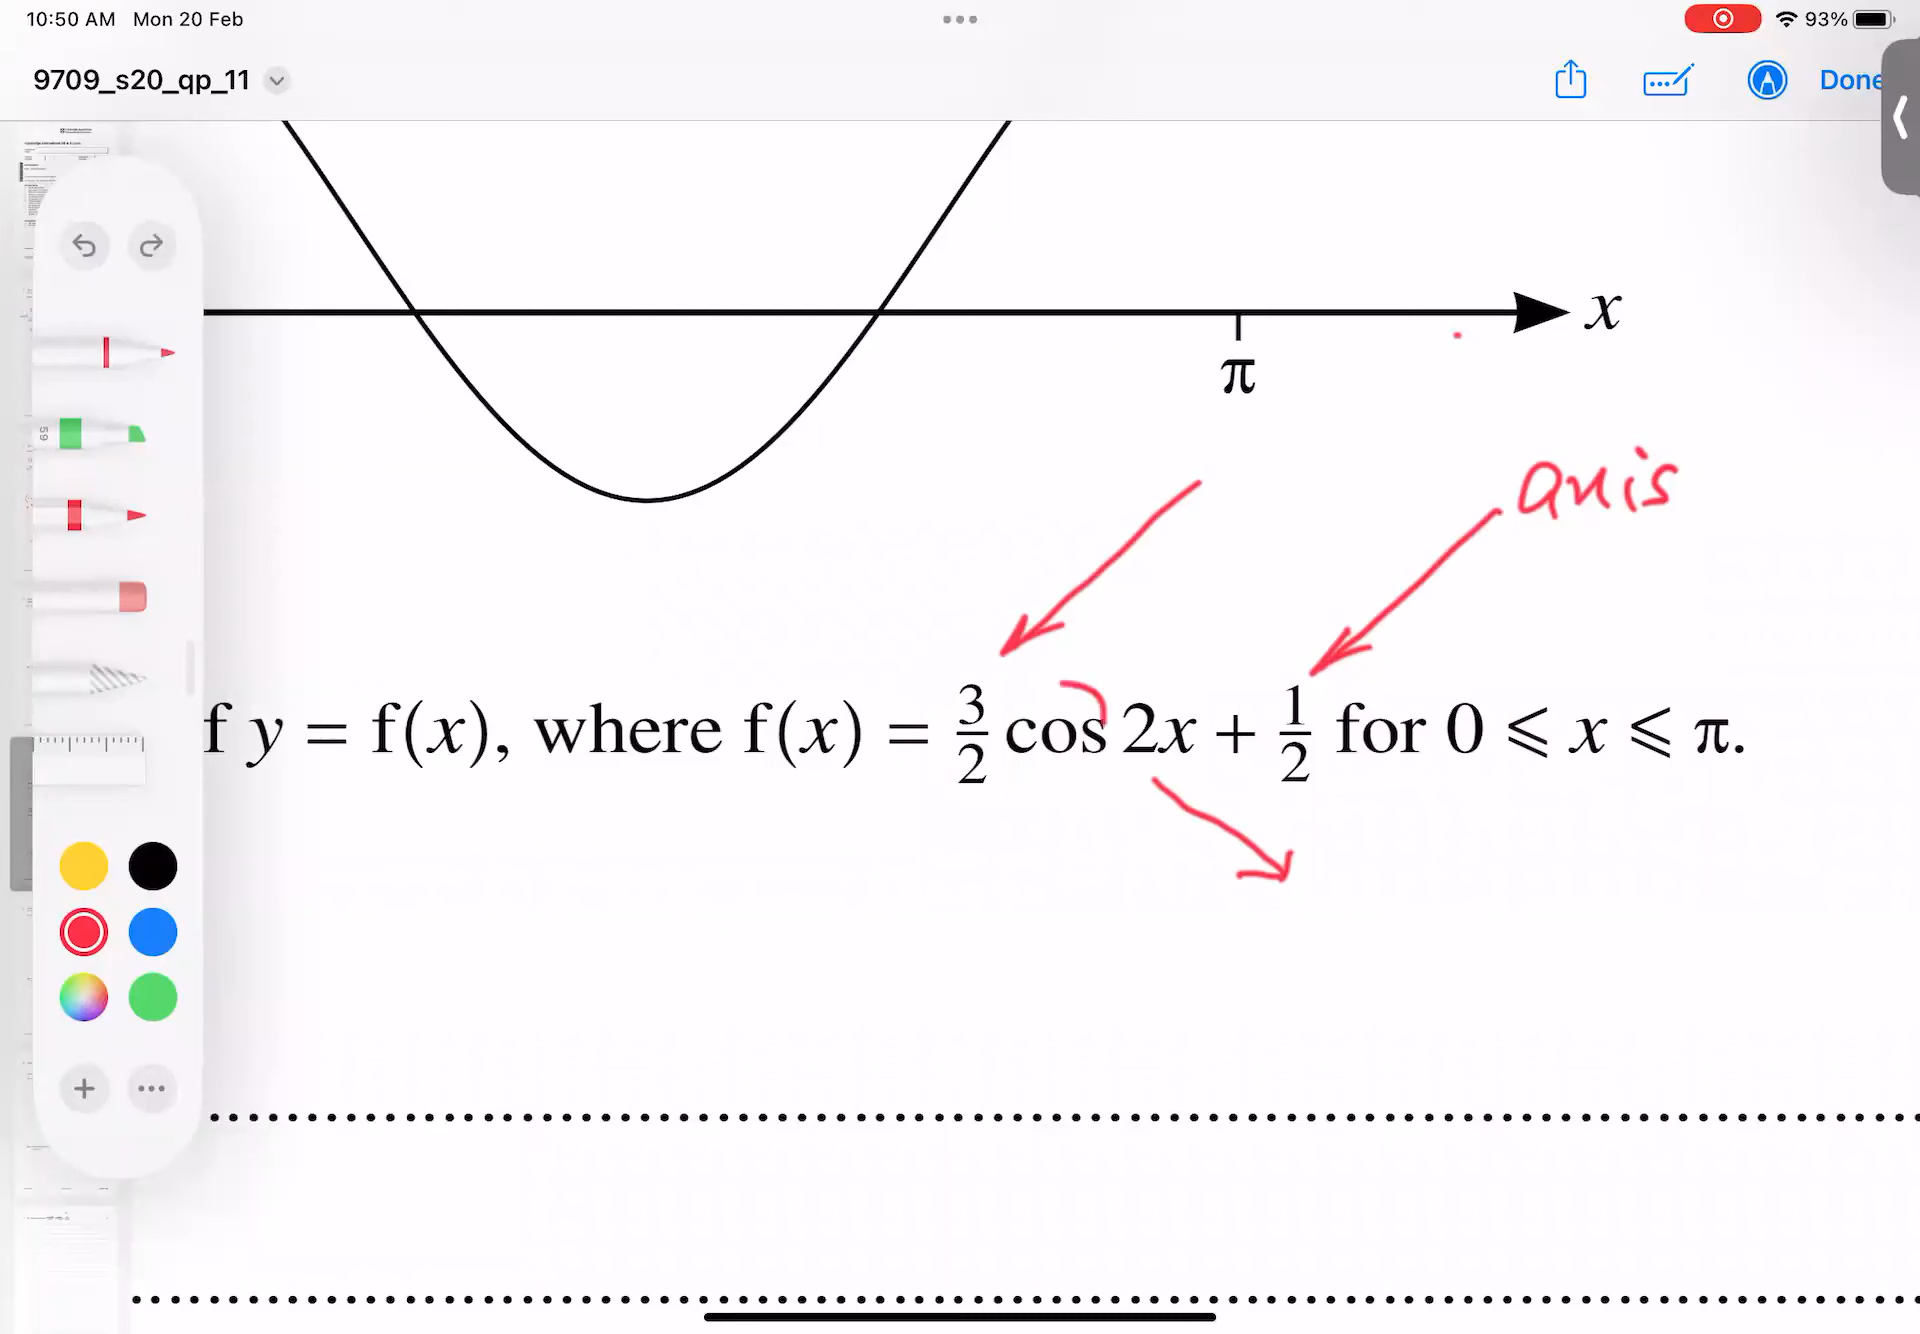 10:50 AM Mon 20 Feb
93%
9709_s20_qp_11
Done
x
π
axis
59
f y = f(x), where f(x) = 3/2 cos 2x + 1/2 for 0 ⩽ x ⩽ π.